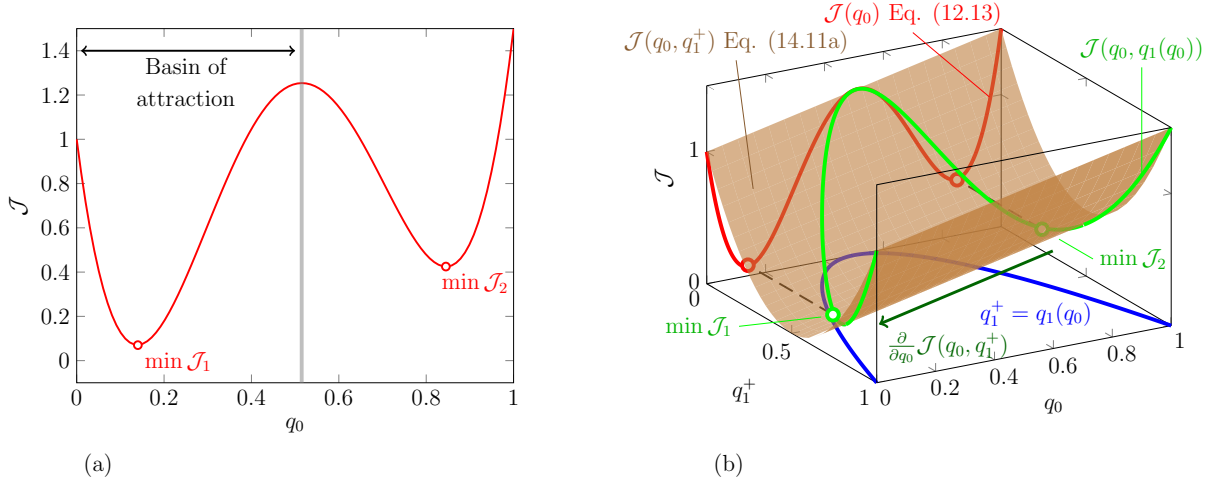 1.4
1.2
1
0.8
0.6
0.4
0.2
0
𝒥
0
0.2
0.4
0.6
0.8
1
q₀
Basin of
attraction
min 𝒥₁
min 𝒥₂
(a)
𝒥(q₀) Eq. (12.13)
𝒥(q₀, q₁⁺) Eq. (14.11a)
𝒥(q₀, q₁(q₀))
1
𝒥
0
0
0.5
1
q₁⁺
0
0.2
0.4
0.6
0.8
1
q₀
min 𝒥₁
min 𝒥₂
q₁⁺ = q₁(q₀)
∂/∂q₀ 𝒥(q₀, q₁⁺)
(b)